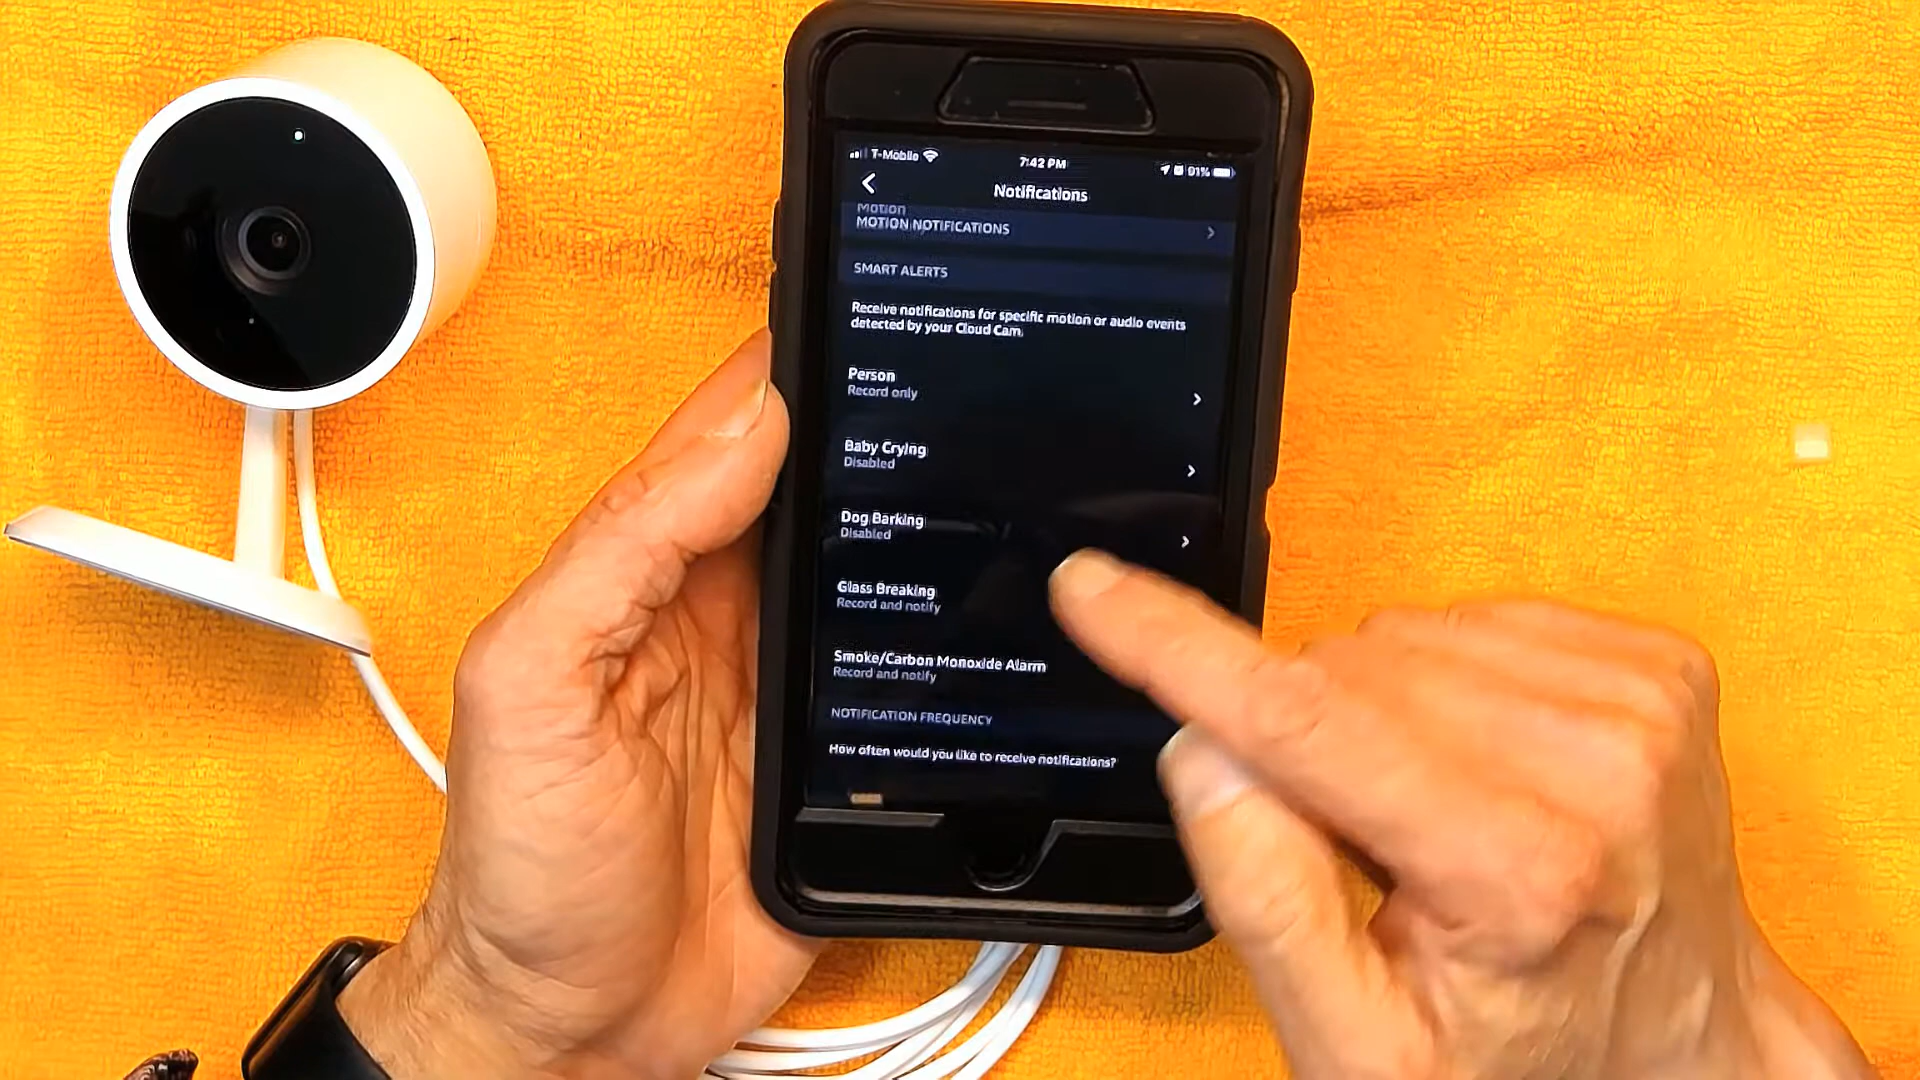 T-Mobile
7:42 PM
91%
Notifications
Motion
MOTION NOTIFICATIONS
SMART ALERTS
Receive notifications for specific motion or audio events
detected by your Cloud Cam.
Person
Record only
Baby Crying
Disabled
Dog Barking
Disabled
Glass Breaking
Record and notify
Smoke/Carbon Monoxide Alarm
Record and notify
NOTIFICATION FREQUENCY
How often would you like to receive notifications?